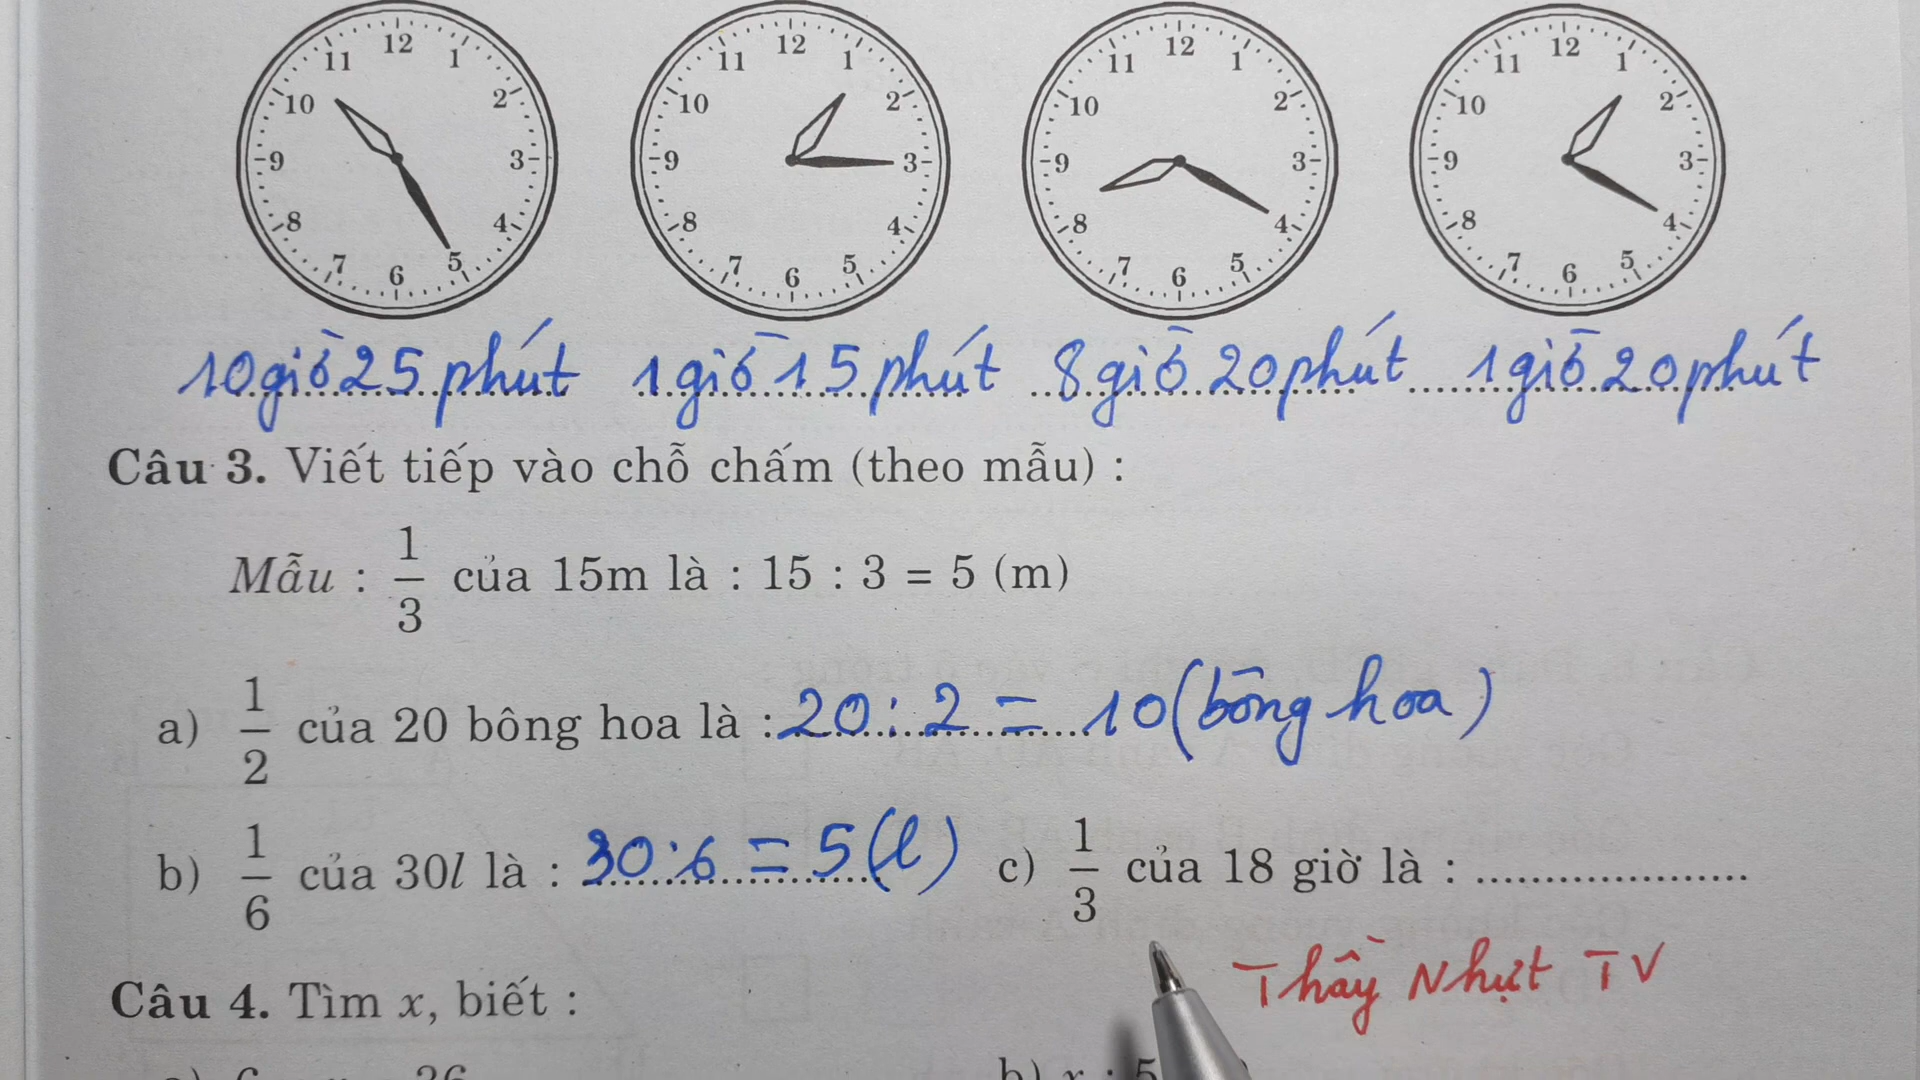 12 1 2 3 4 5 6 7 8 9 10 11
12 1 2 3 4 5 6 7 8 9 10 11
12 1 2 3 4 5 6 7 8 9 10 11
12 1 2 3 4 5 6 7 8 9 10 11
10 giờ 25 phút 1 giờ 15 phút 8 giờ 20 phút 1 giờ 20 phút
Câu 3. Viết tiếp vào chỗ chấm (theo mẫu) :
Mẫu : 1/3 của 15m là : 15 : 3 = 5 (m)
a) 1/2 của 20 bông hoa là : 20 : 2 = 10 (bông hoa)
b) 1/6 của 30l là : 30 : 6 = 5 (l) c) 1/3 của 18 giờ là : ....................
Thầy Nhựt TV
Câu 4. Tìm x, biết :
b) x : 5